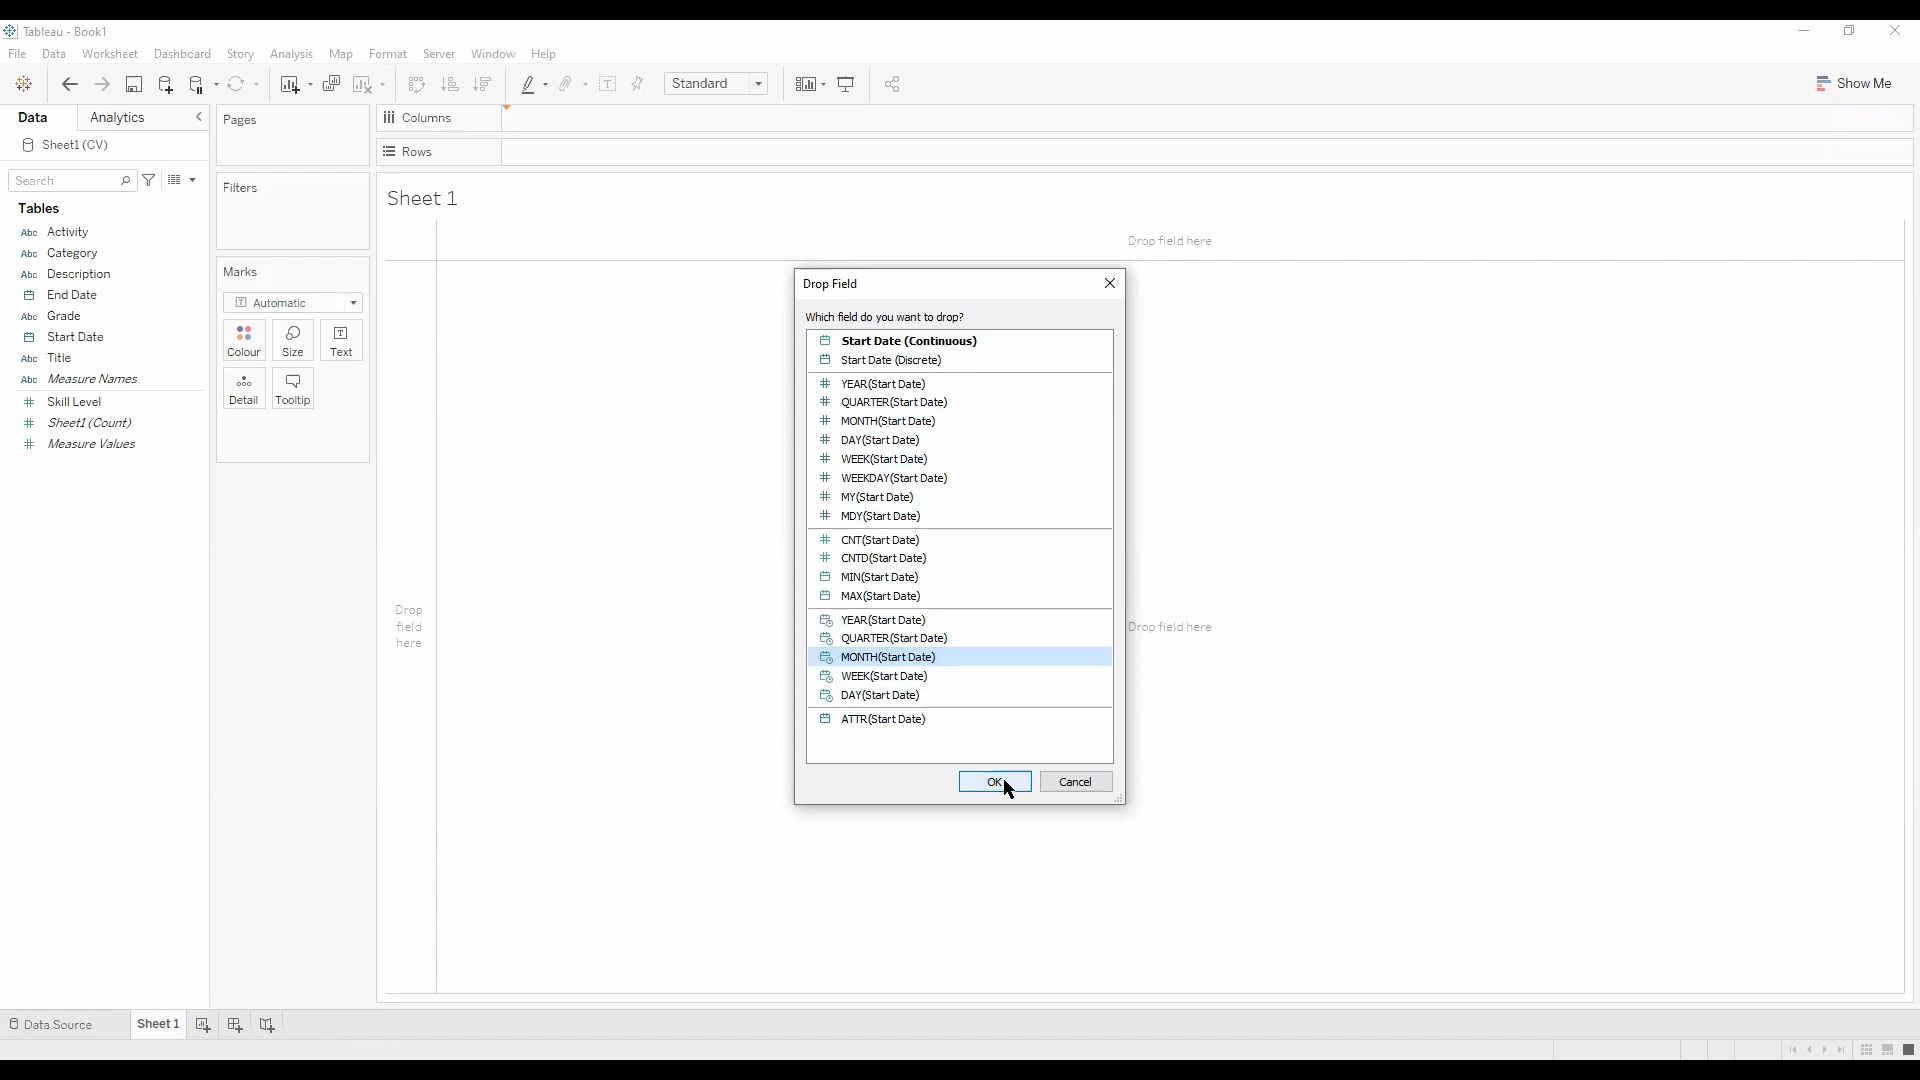 Tableau - Book1
File Data Worksheet Dashboard Story Analysis Map Format Server Window Help
Standard
Show Me
Data Analytics
Pages
Columns
Sheet1 (CV)
Rows
Search
Filters
Sheet 1
Tables
Abc Activity
Abc Category
Abc Description
End Date
Abc Grade
Start Date
Abc Title
Abc Measure Names
Skill Level
Sheet1 (Count)
Measure Values
Marks
Automatic
Colour Size Text
Detail Tooltip
Drop field here
Drop
field
here
Drop field here
Drop Field
Which field do you want to drop?
Start Date (Continuous)
Start Date (Discrete)
YEAR(Start Date)
QUARTER(Start Date)
MONTH(Start Date)
DAY(Start Date)
WEEK(Start Date)
WEEKDAY(Start Date)
MY(Start Date)
MDY(Start Date)
CNT(Start Date)
CNTD(Start Date)
MIN(Start Date)
MAX(Start Date)
YEAR(Start Date)
QUARTER(Start Date)
MONTH(Start Date)
WEEK(Start Date)
DAY(Start Date)
ATTR(Start Date)
OK Cancel
Data Source Sheet 1